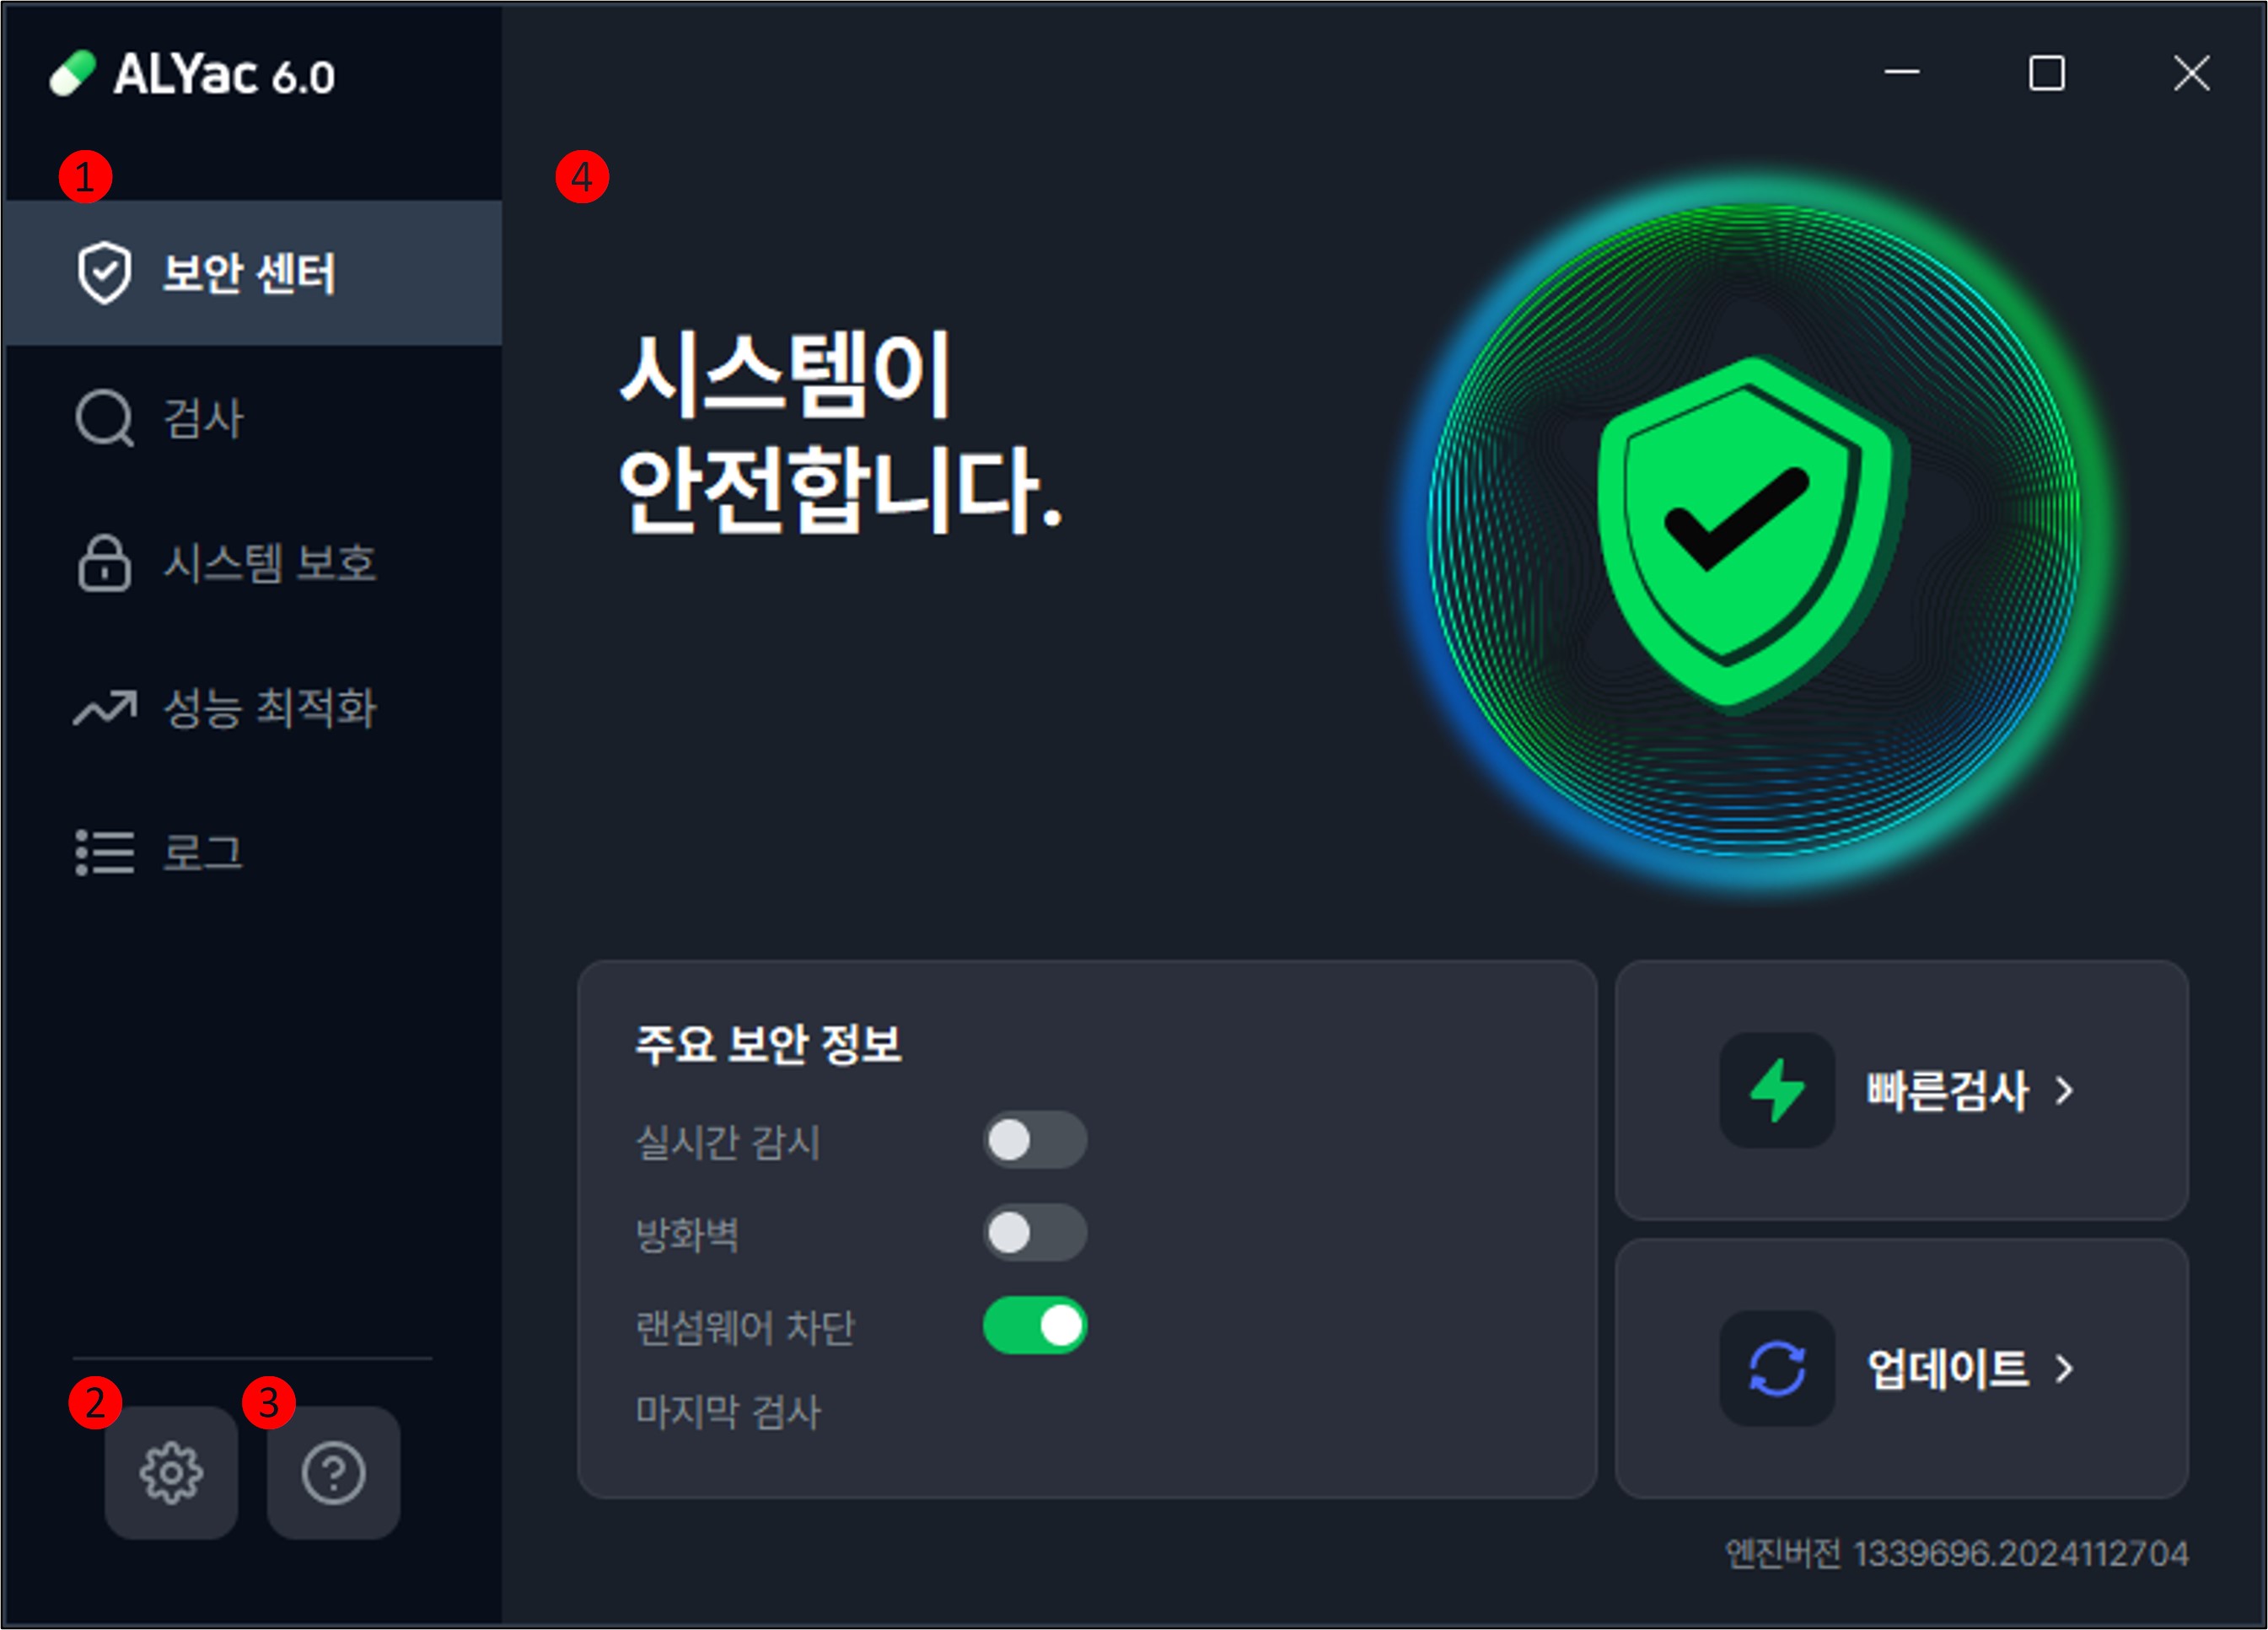 ALYac 6.0
1
보안 센터
검사
시스템 보호
성능 최적화
로그
2
3
4
시스템이
안전합니다.
주요 보안 정보
실시간 감시
방화벽
랜섬웨어 차단
마지막 검사
빠른검사
업데이트
엔진버전 1339696.2024112704